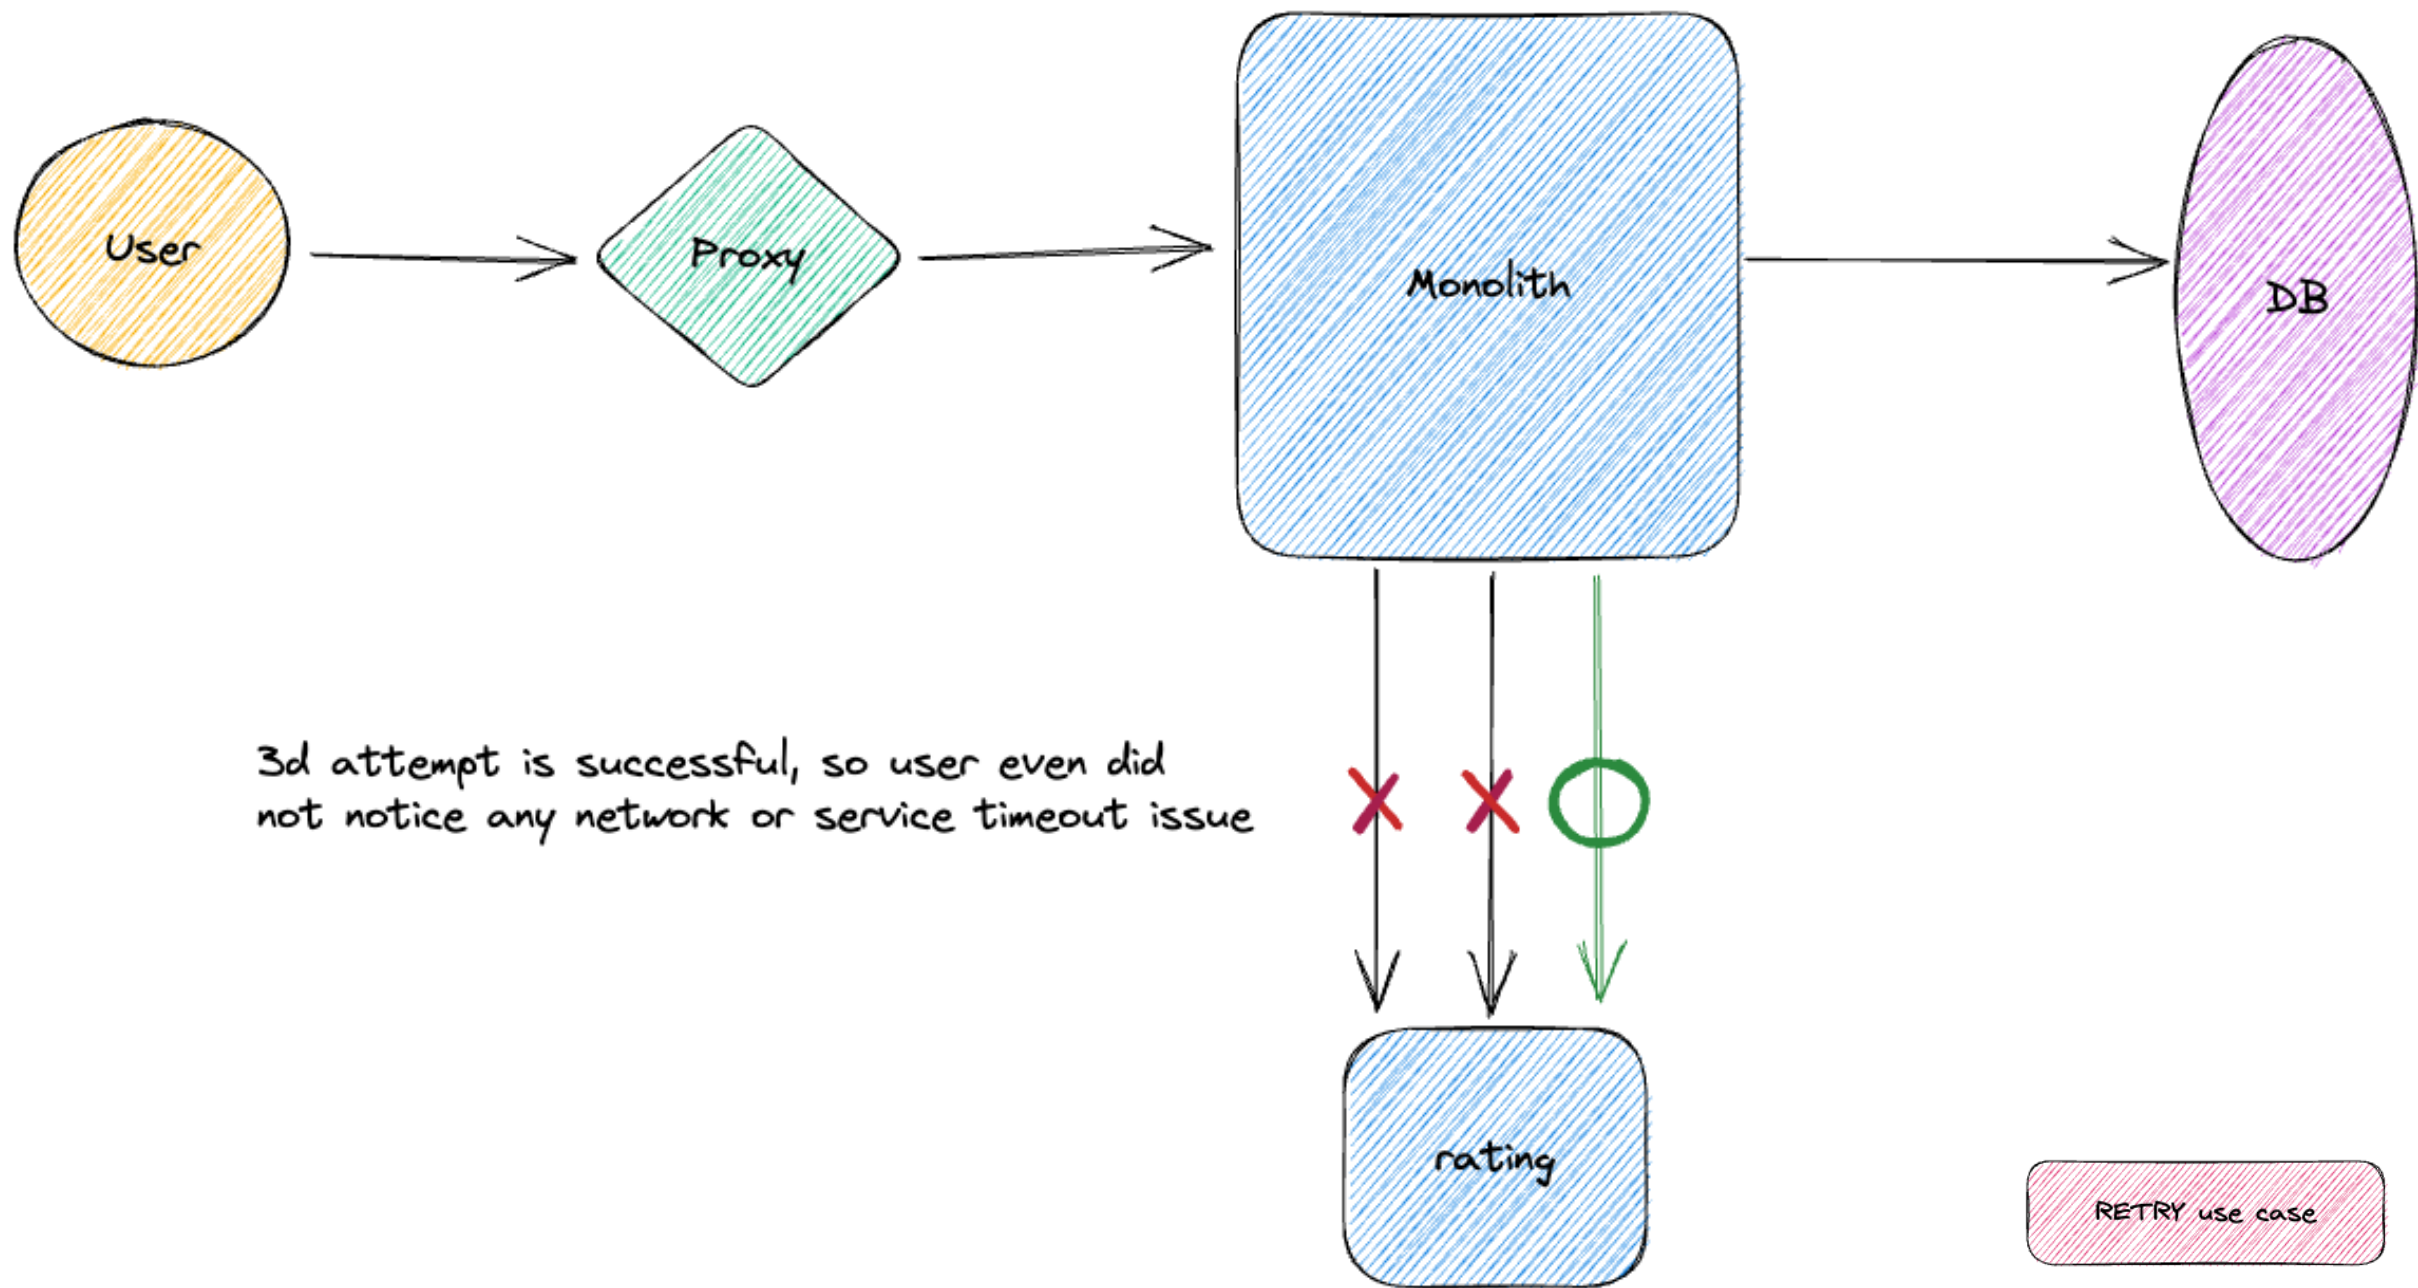 User
Proxy
Monolith
DB
3d attempt is successful, so user even did
not notice any network or service timeout issue
rating
RETRY use case